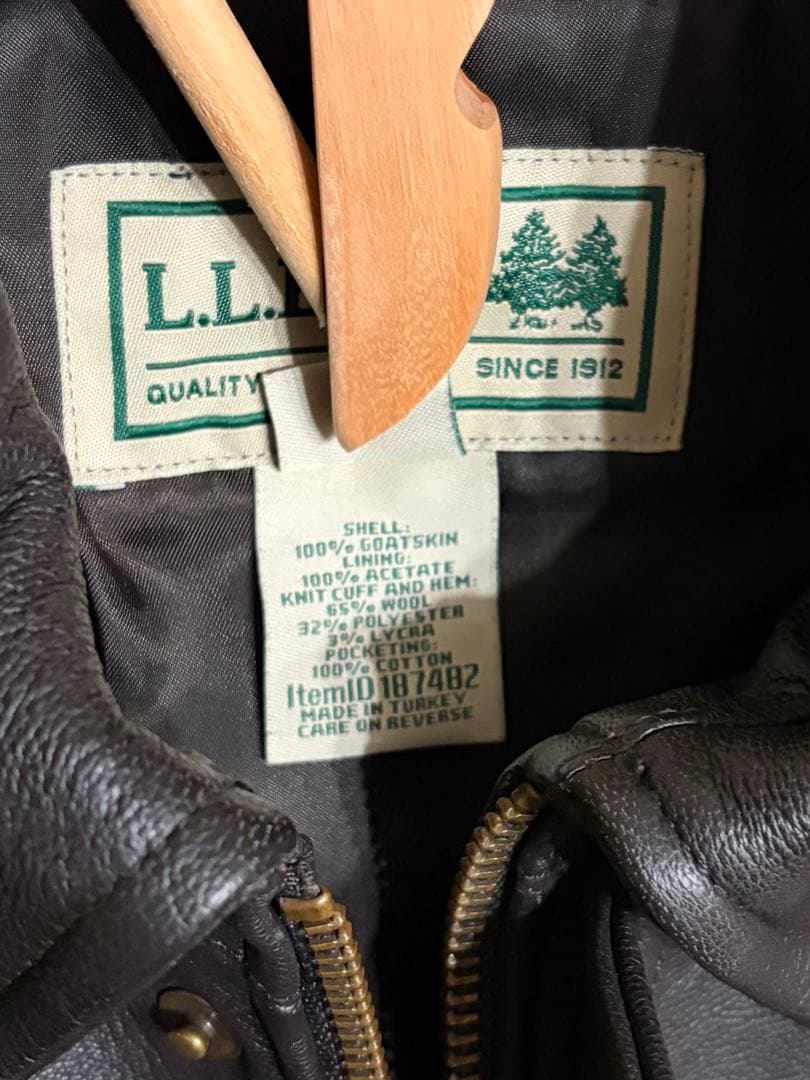 L.L.
QUALITY
SINCE 1912
SHELL:
100% GOATSKIN
LINING:
100% ACETATE
KNIT CUFF AND HEM:
65% WOOL
32% POLYESTER
3% LYCRA
POCKETING:
100% COTTON
ItemID 187482
MADE IN TURKEY
CARE ON REVERSE